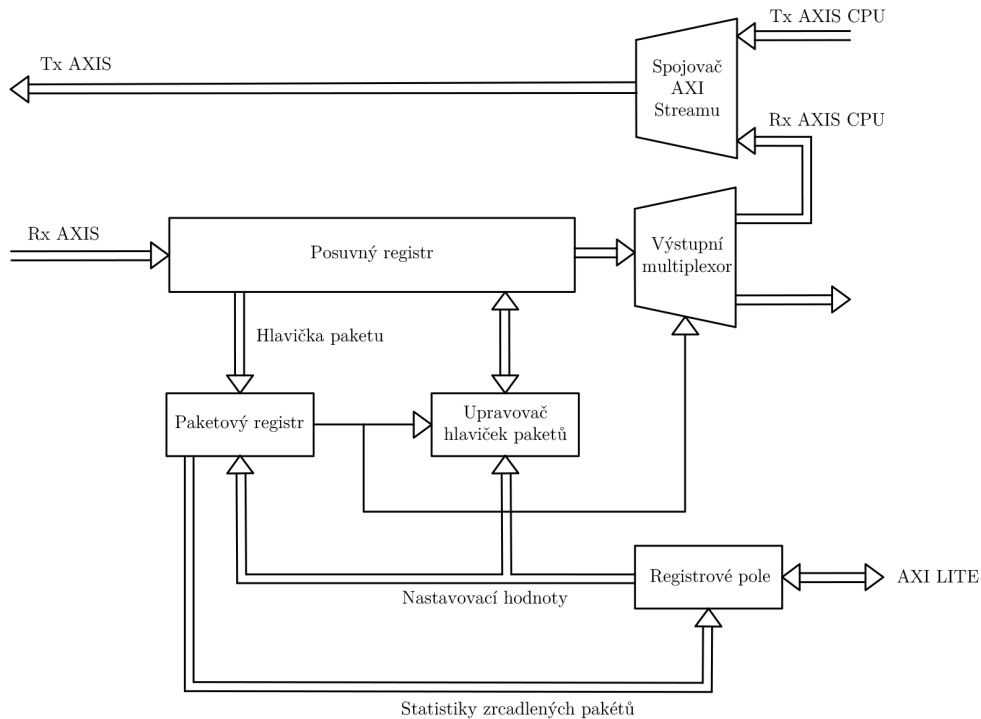 Tx AXIS CPU
Tx AXIS
Spojovač
AXI
Streamu
Rx AXIS CPU
Rx AXIS
Posuvný registr
Výstupní
multiplexor
Hlavička paketu
Paketový registr
Upravovač
hlaviček paketů
Registrové pole
AXI LITE
Nastavovací hodnoty
Statistiky zrcadlených pakétů